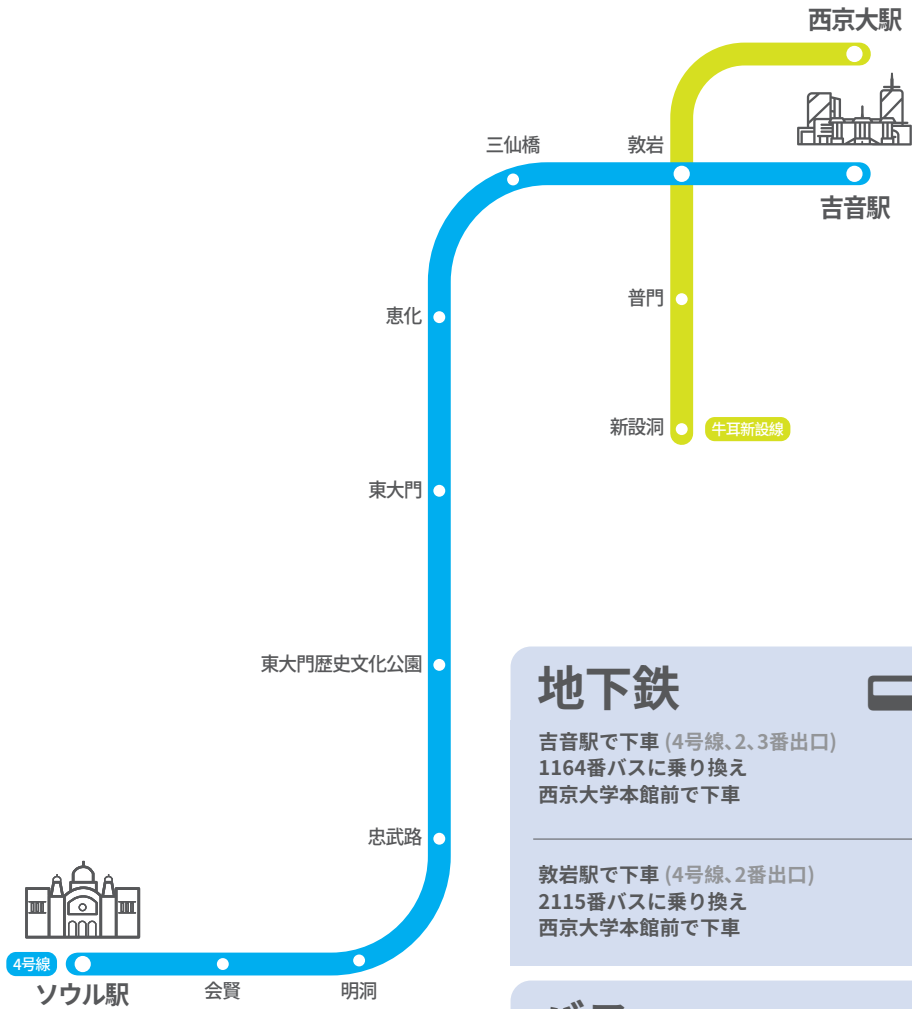 西京大駅
三仙橋
敦岩
吉音駅
普門
恵化
新設洞
牛耳新設線
東大門
東大門歴史文化公園
地下鉄
吉音駅で下車 (4号線、2、3番出口)
1164番バスに乗り換え
西京大学本館前で下車
忠武路
敦岩駅で下車 (4号線、2番出口)
2115番バスに乗り換え
西京大学本館前で下車
4号線
ソウル駅
会賢
明洞